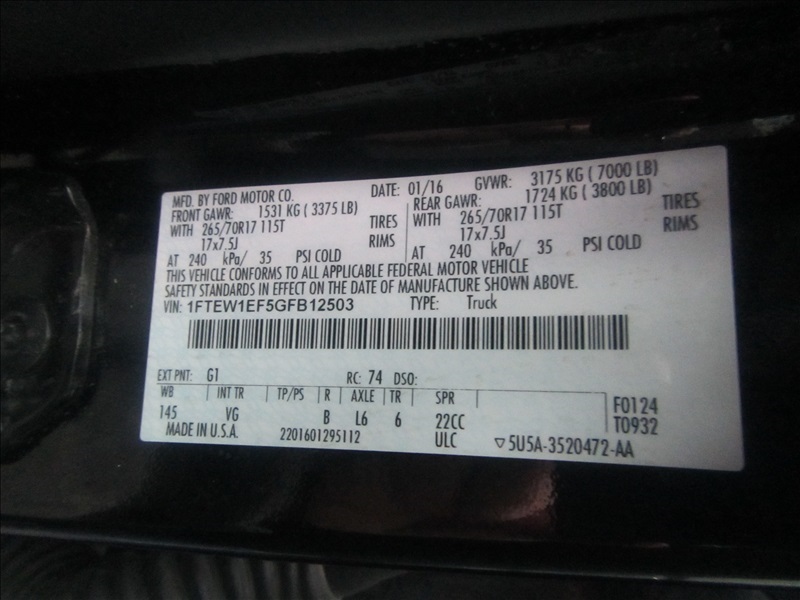 MFD. BY FORD MOTOR CO. DATE: 01/16 GVWR: 3175 KG ( 7000 LB)
FRONT GAWR: 1531 KG ( 3375 LB) REAR GAWR: 1724 KG ( 3800 LB)
WITH 265/70R17 115T TIRES WITH 265/70R17 115T TIRES
17x7.5J RIMS 17x7.5J RIMS
AT 240 kPa/ 35 PSI COLD AT 240 kPa/ 35 PSI COLD
THIS VEHICLE CONFORMS TO ALL APPLICABLE FEDERAL MOTOR VEHICLE
SAFETY STANDARDS IN EFFECT ON THE DATE OF MANUFACTURE SHOWN ABOVE.
VIN: 1FTEW1EF5GFB12503 TYPE: Truck
EXT PNT: G1 RC: 74 DSO:
WB INT TR TP/PS R AXLE TR SPR
145 VG B L6 6 22CC
F0124
T0932
MADE IN U.S.A. 2201601295112 ULC ▽5U5A-3520472-AA